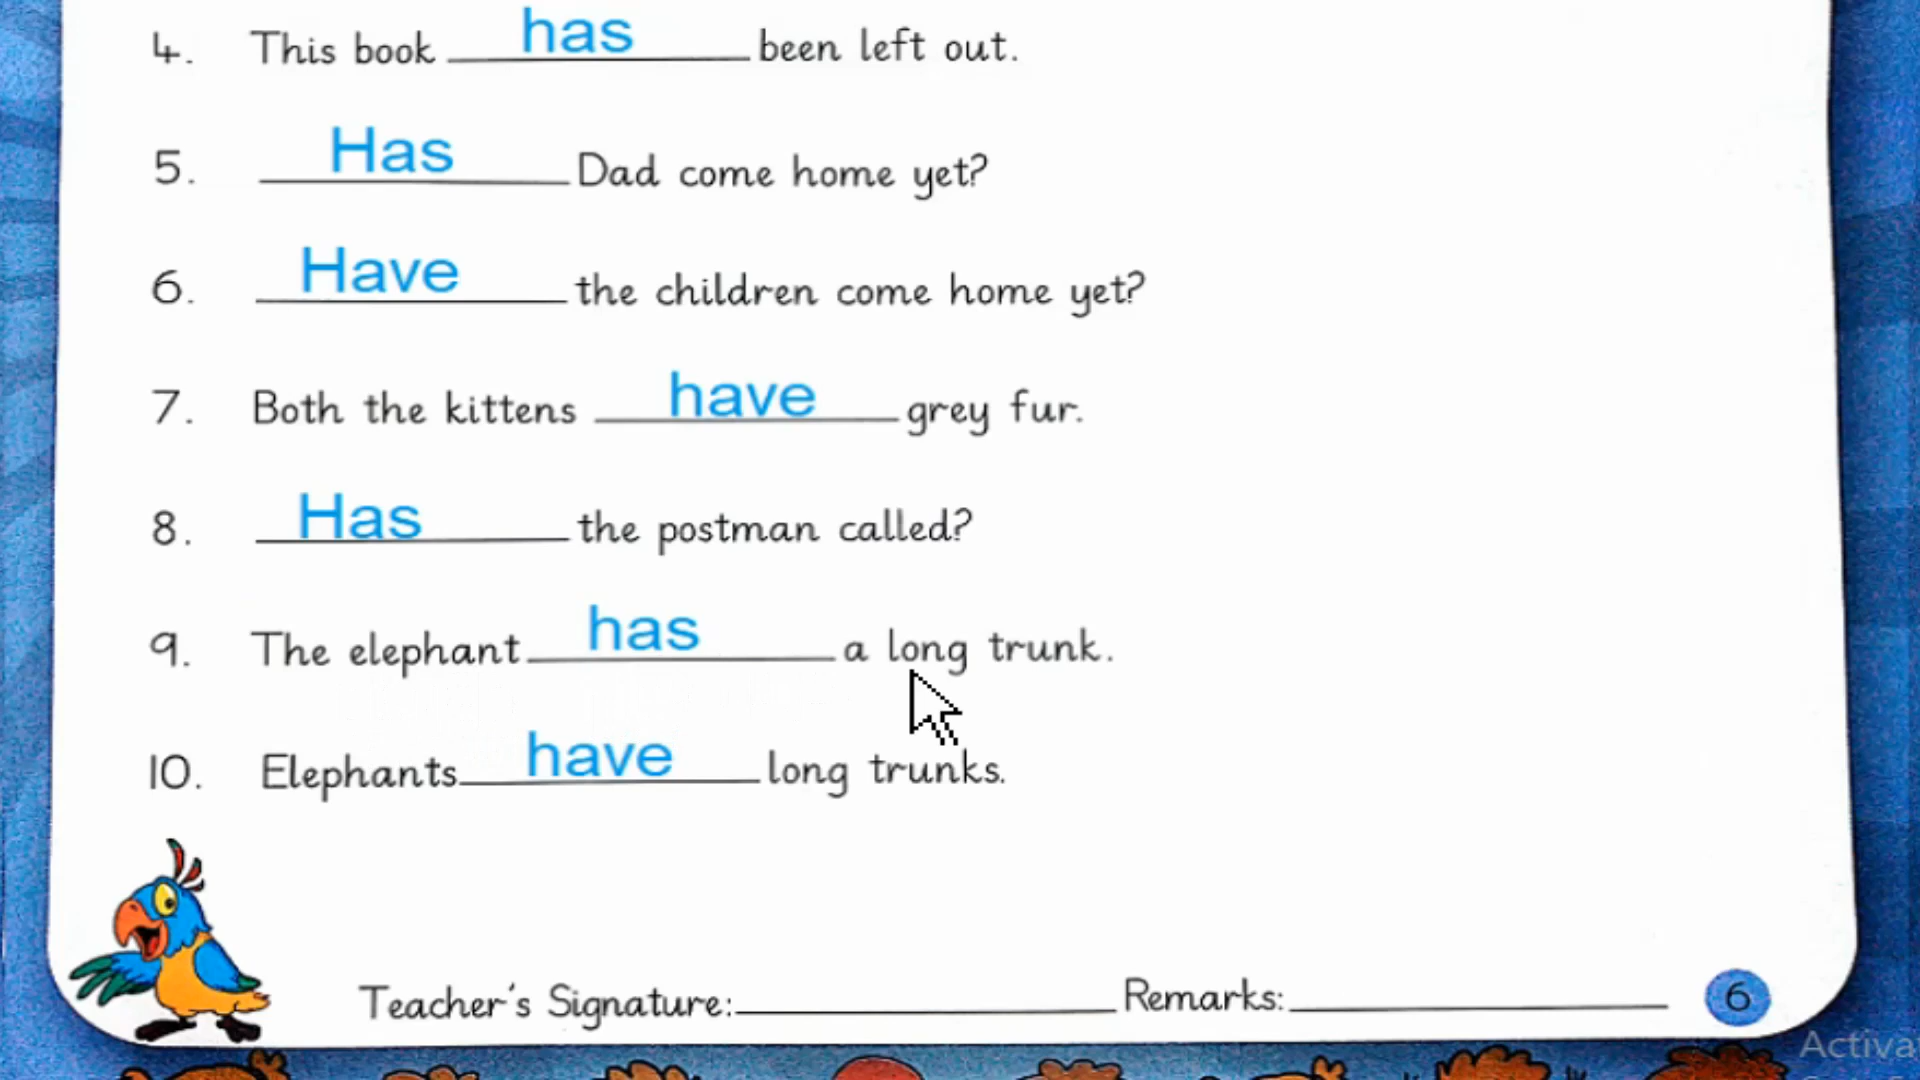 4. This book has been left out.
5. Has Dad come home yet?
6. Have the children come home yet?
7. Both the kittens have grey fur.
8. Has the postman called?
9. The elephant has a long trunk.
10. Elephants have long trunks.
Teacher's Signature: Remarks: 6